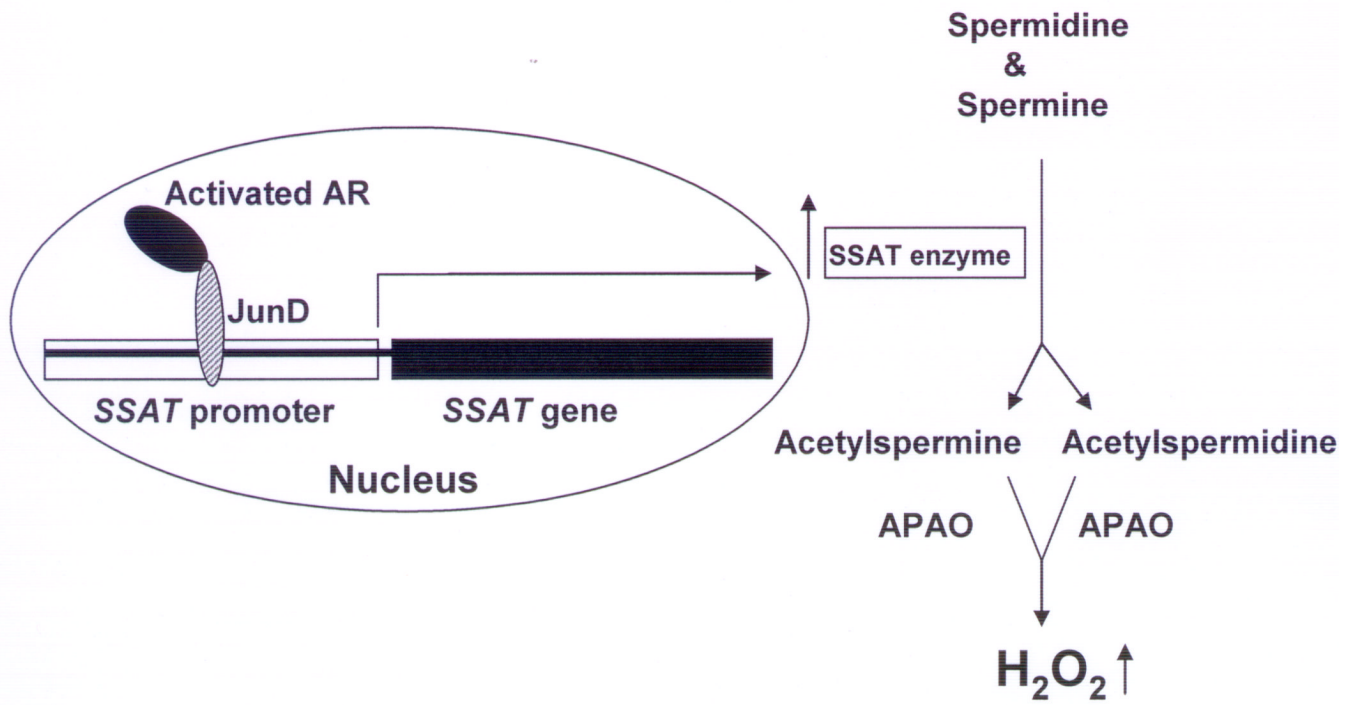 Spermidine
&
Spermine
Activated AR
SSAT enzyme
JunD
SSAT promoter
SSAT gene
Nucleus
Acetylspermine
Acetylspermidine
APAO
APAO
H₂O₂